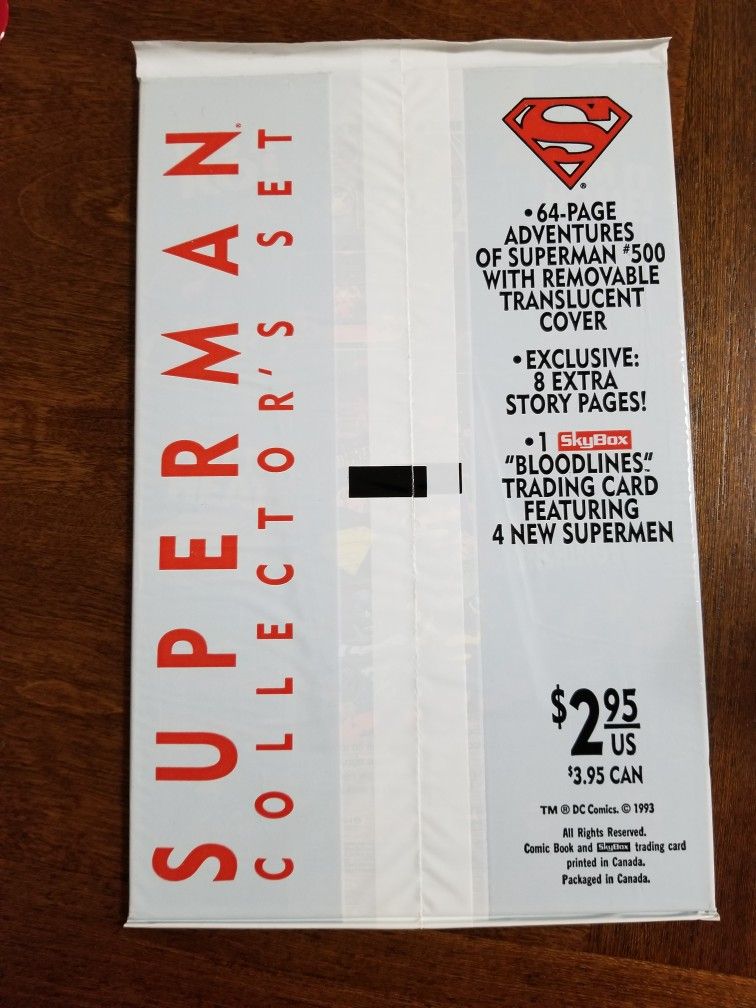 SUPERMAN®
COLLECTOR'S SET
S®
•64-PAGE
ADVENTURES
OF SUPERMAN #500
WITH REMOVABLE
TRANSLUCENT
COVER
•EXCLUSIVE:
8 EXTRA
STORY PAGES!
•1 SkyBox
"BLOODLINES"™
TRADING CARD
FEATURING
4 NEW SUPERMEN
$2.95
US
$3.95 CAN
TM ® DC Comics. © 1993
All Rights Reserved.
Comic Book and SkyBox trading card
printed in Canada.
Packaged in Canada.